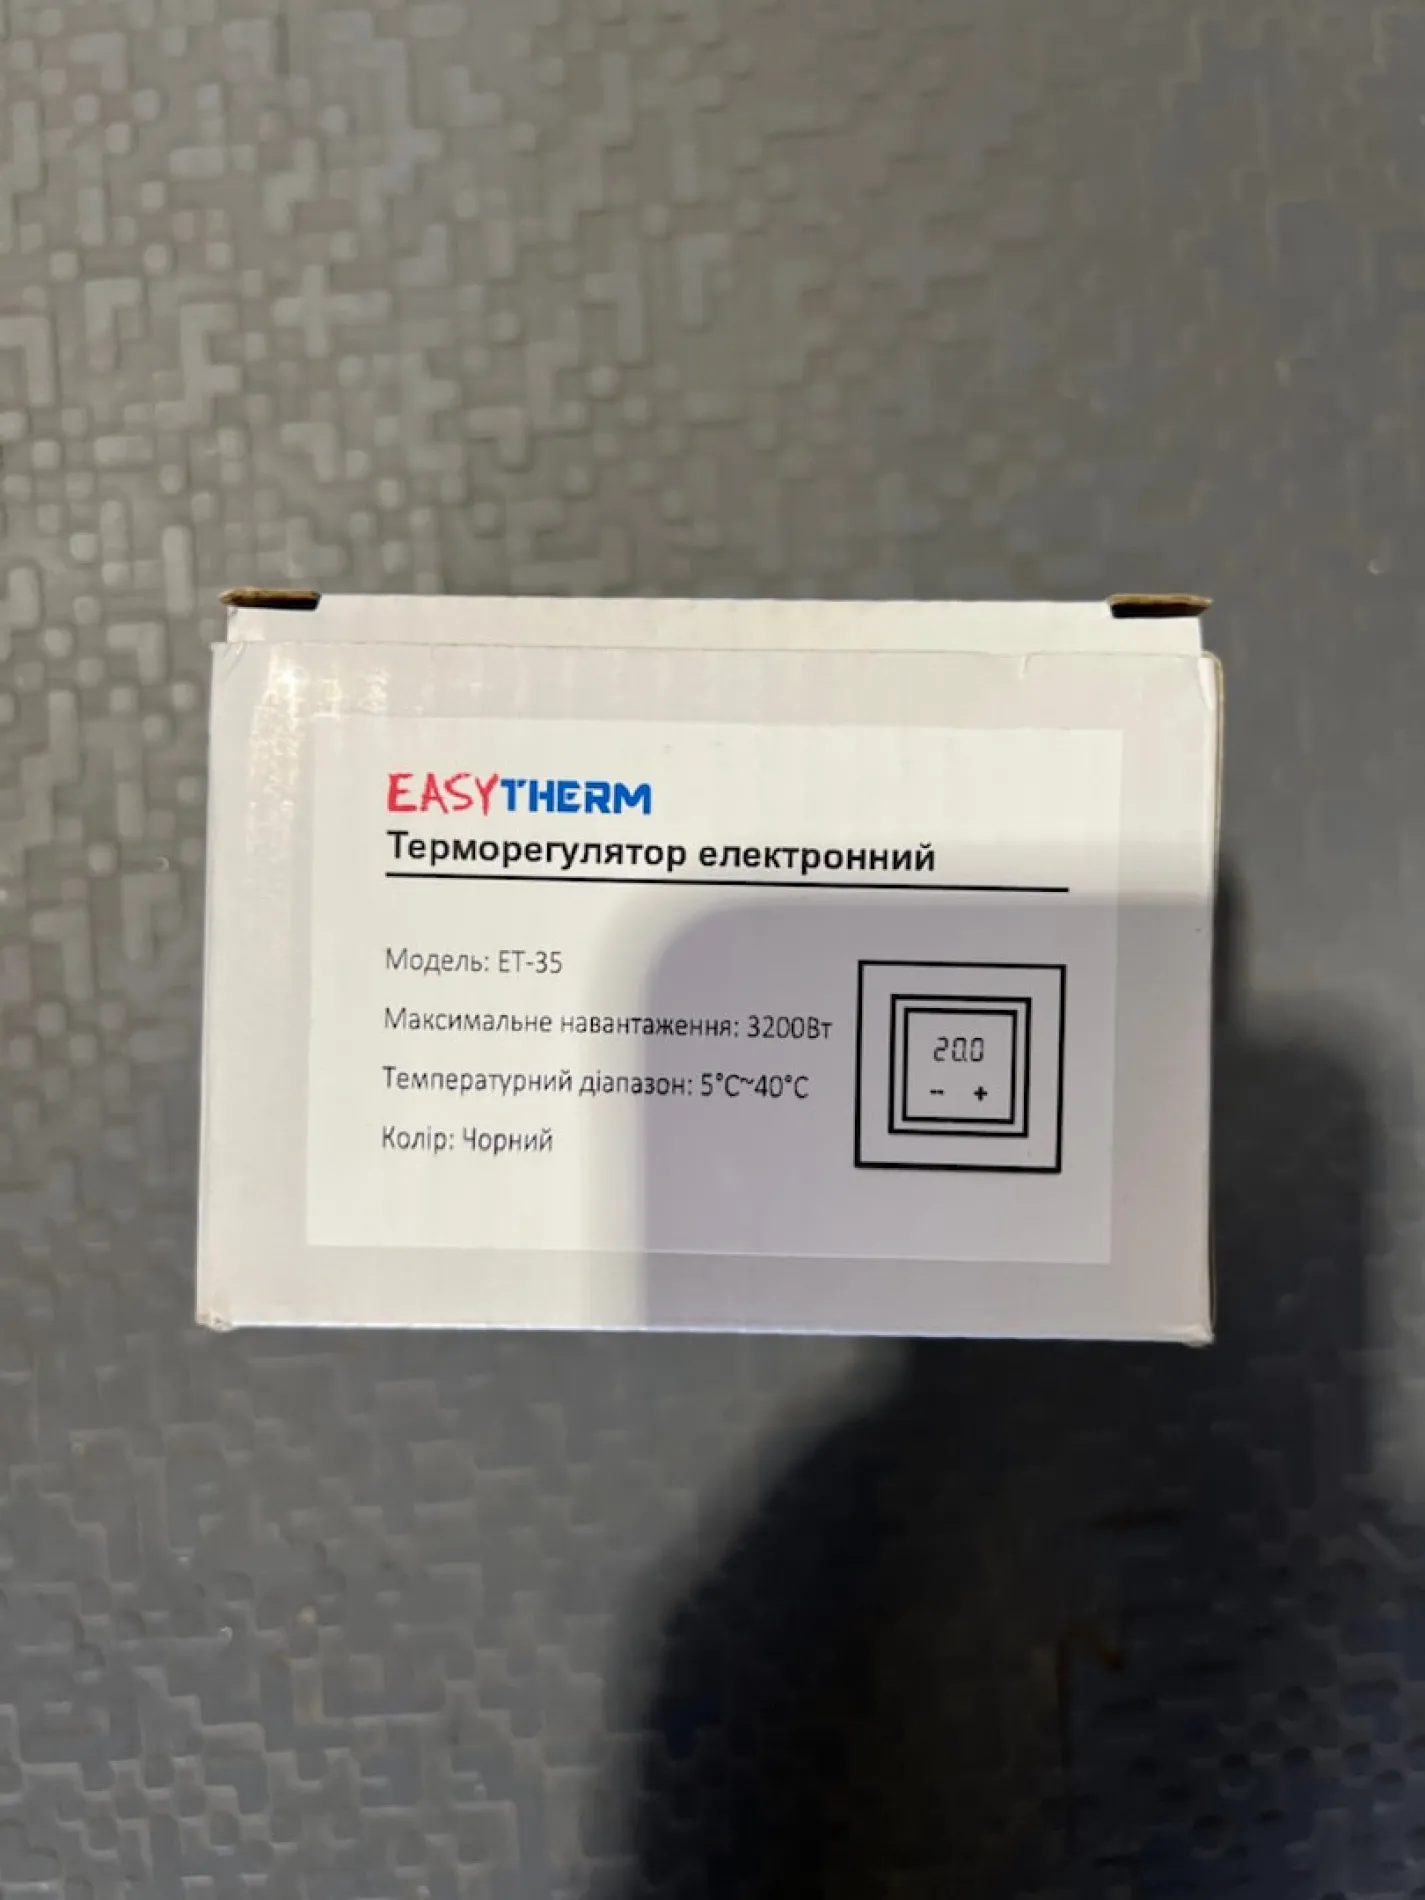 EASYTHERM
Терморегулятор електронний
Модель: ET-35
Максимальне навантаження: 3200Вт
Температурний діапазон: 5°C~40°C
Колір: Чорний
20.0
-- +